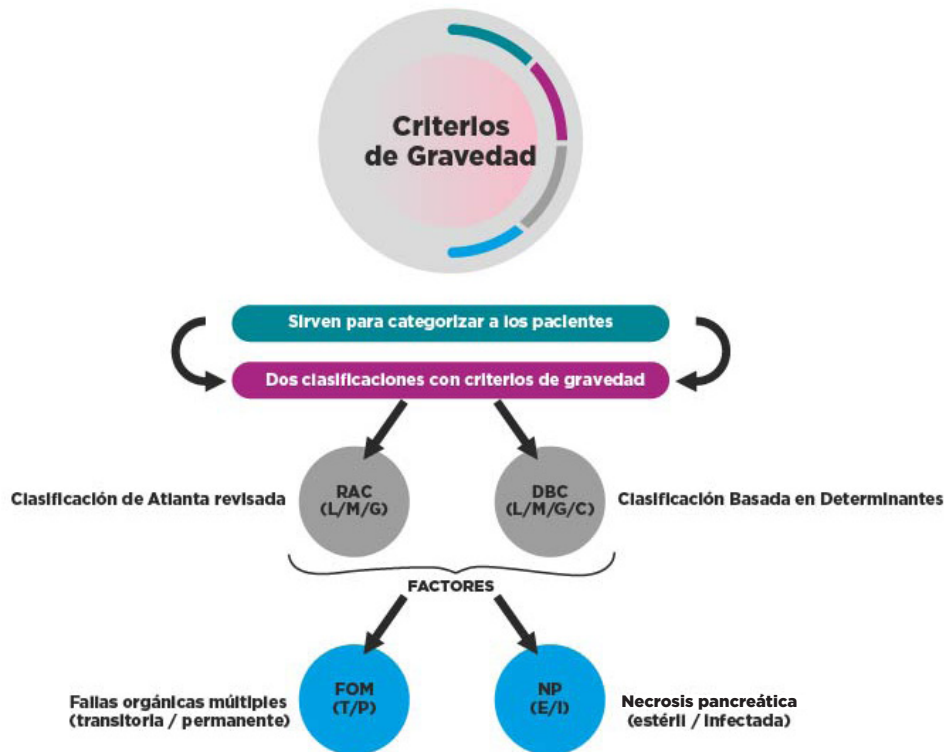 Criterios
de Gravedad
Sirven para categorizar a los pacientes
Dos clasificaciones con criterios de gravedad
Clasificación de Atlanta revisada
RAC
(L/M/G)
DBC
(L/M/G/C)
Clasificación Basada en Determinantes
FACTORES
Fallas orgánicas múltiples
(transitoria / permanente)
FOM
(T/P)
NP
(E/I)
Necrosis pancreática
(estéril / infectada)